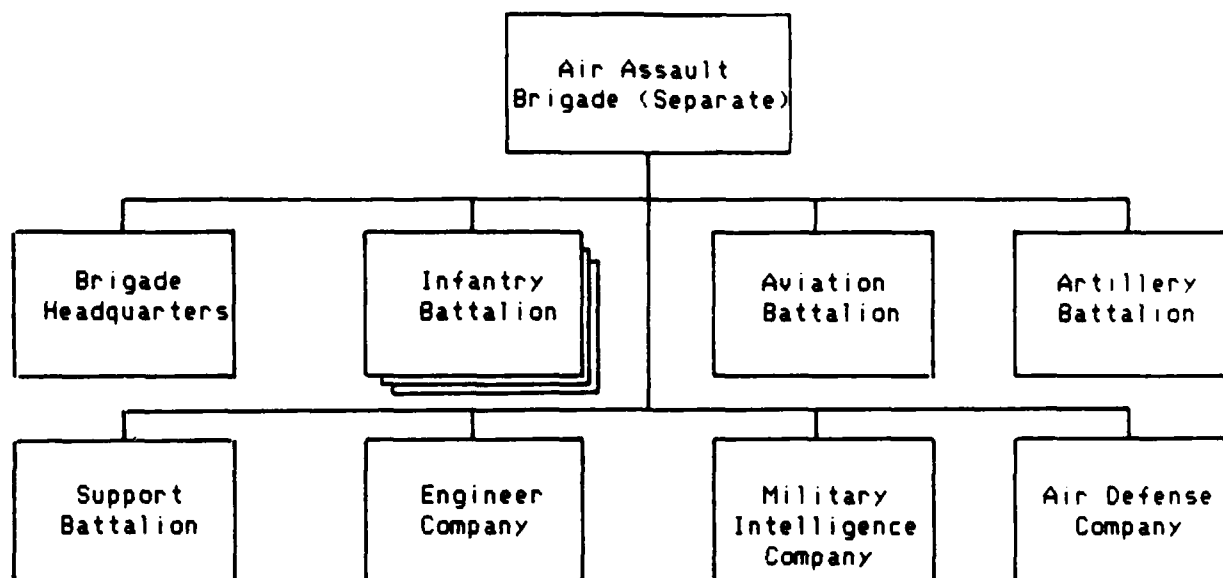 Air Assault
Brigade (Separate)
Brigade
Headquarters
Infantry
Battalion
Aviation
Battalion
Artillery
Battalion
Support
Battalion
Engineer
Company
Military
Intelligence
Company
Air Defense
Company